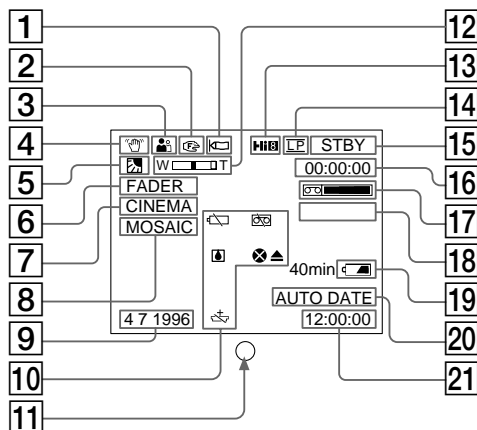 1
2
3
4
5
6
7
8
9
10
11
12
13
14
15
16
17
18
19
20
21
W T
FADER
CINEMA
MOSAIC
4 7 1996
Hi8
LP STBY
00:00:00
40min
AUTO DATE
12:00:00